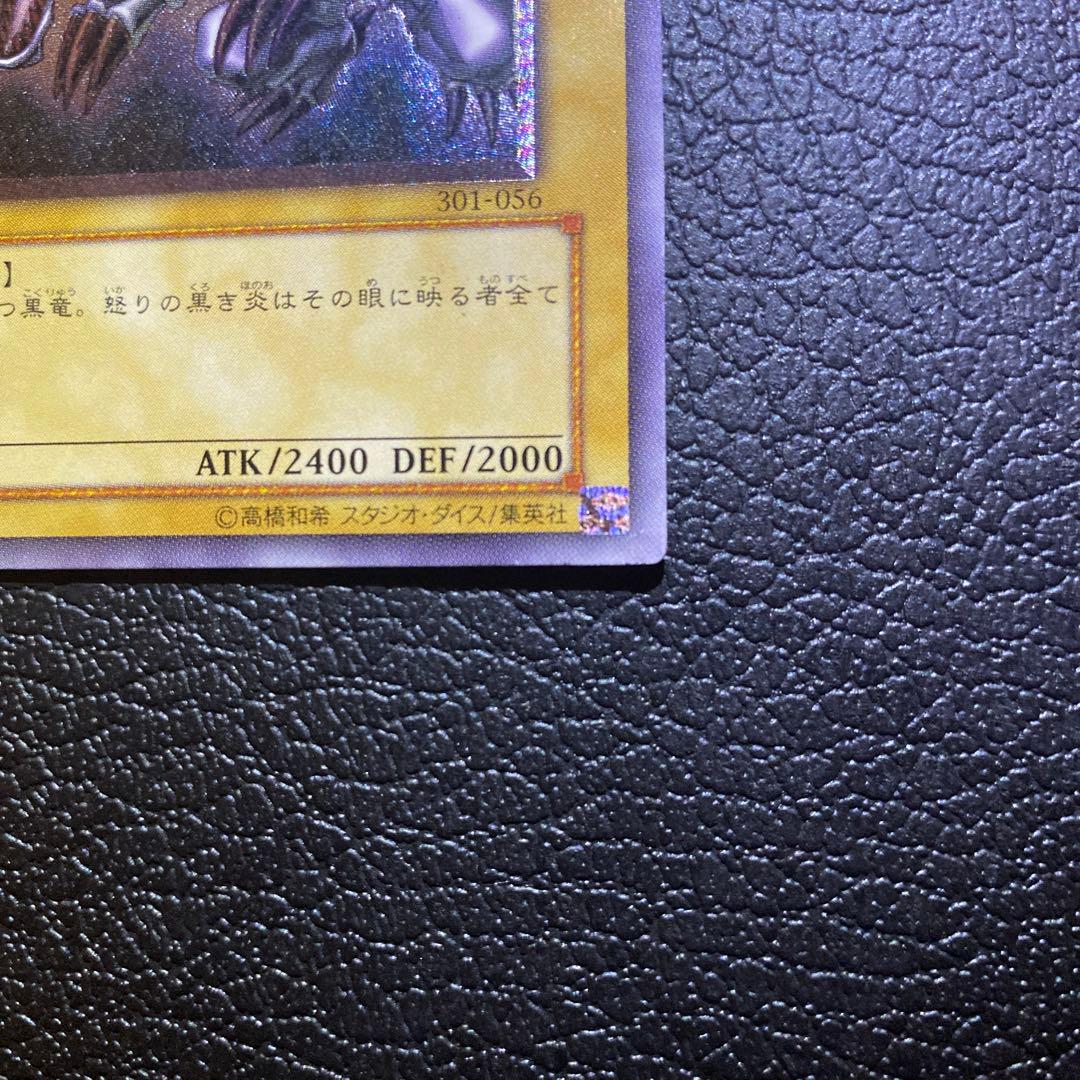 301-056
】
つ黒竜。怒りの黒き炎はその眼に映る者全て
ATK/2400 DEF/2000
©高橋和希 スタジオ・ダイス/集英社